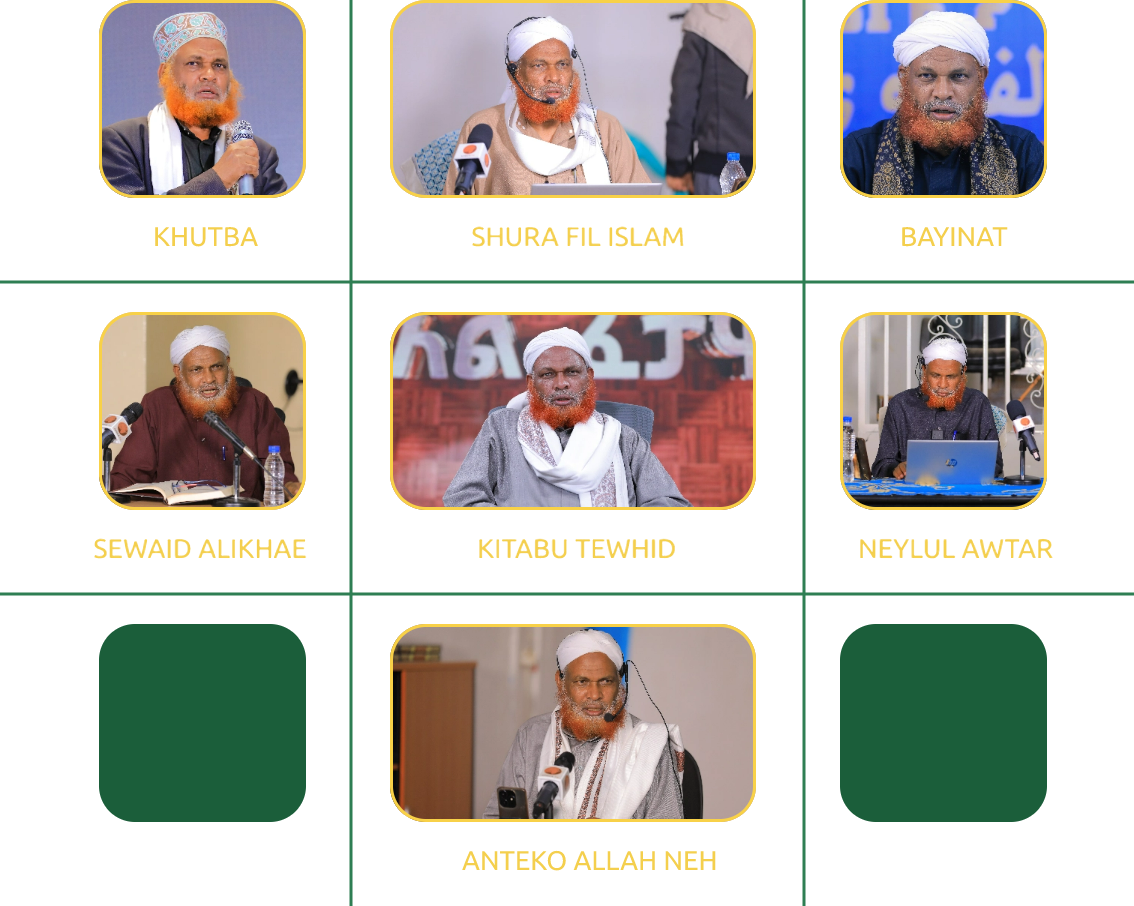 KHUTBA
SHURA FIL ISLAM
BAYINAT
SEWAID ALIKHAE
KITABU TEWHID
NEYLUL AWTAR
ANTEKO ALLAH NEH